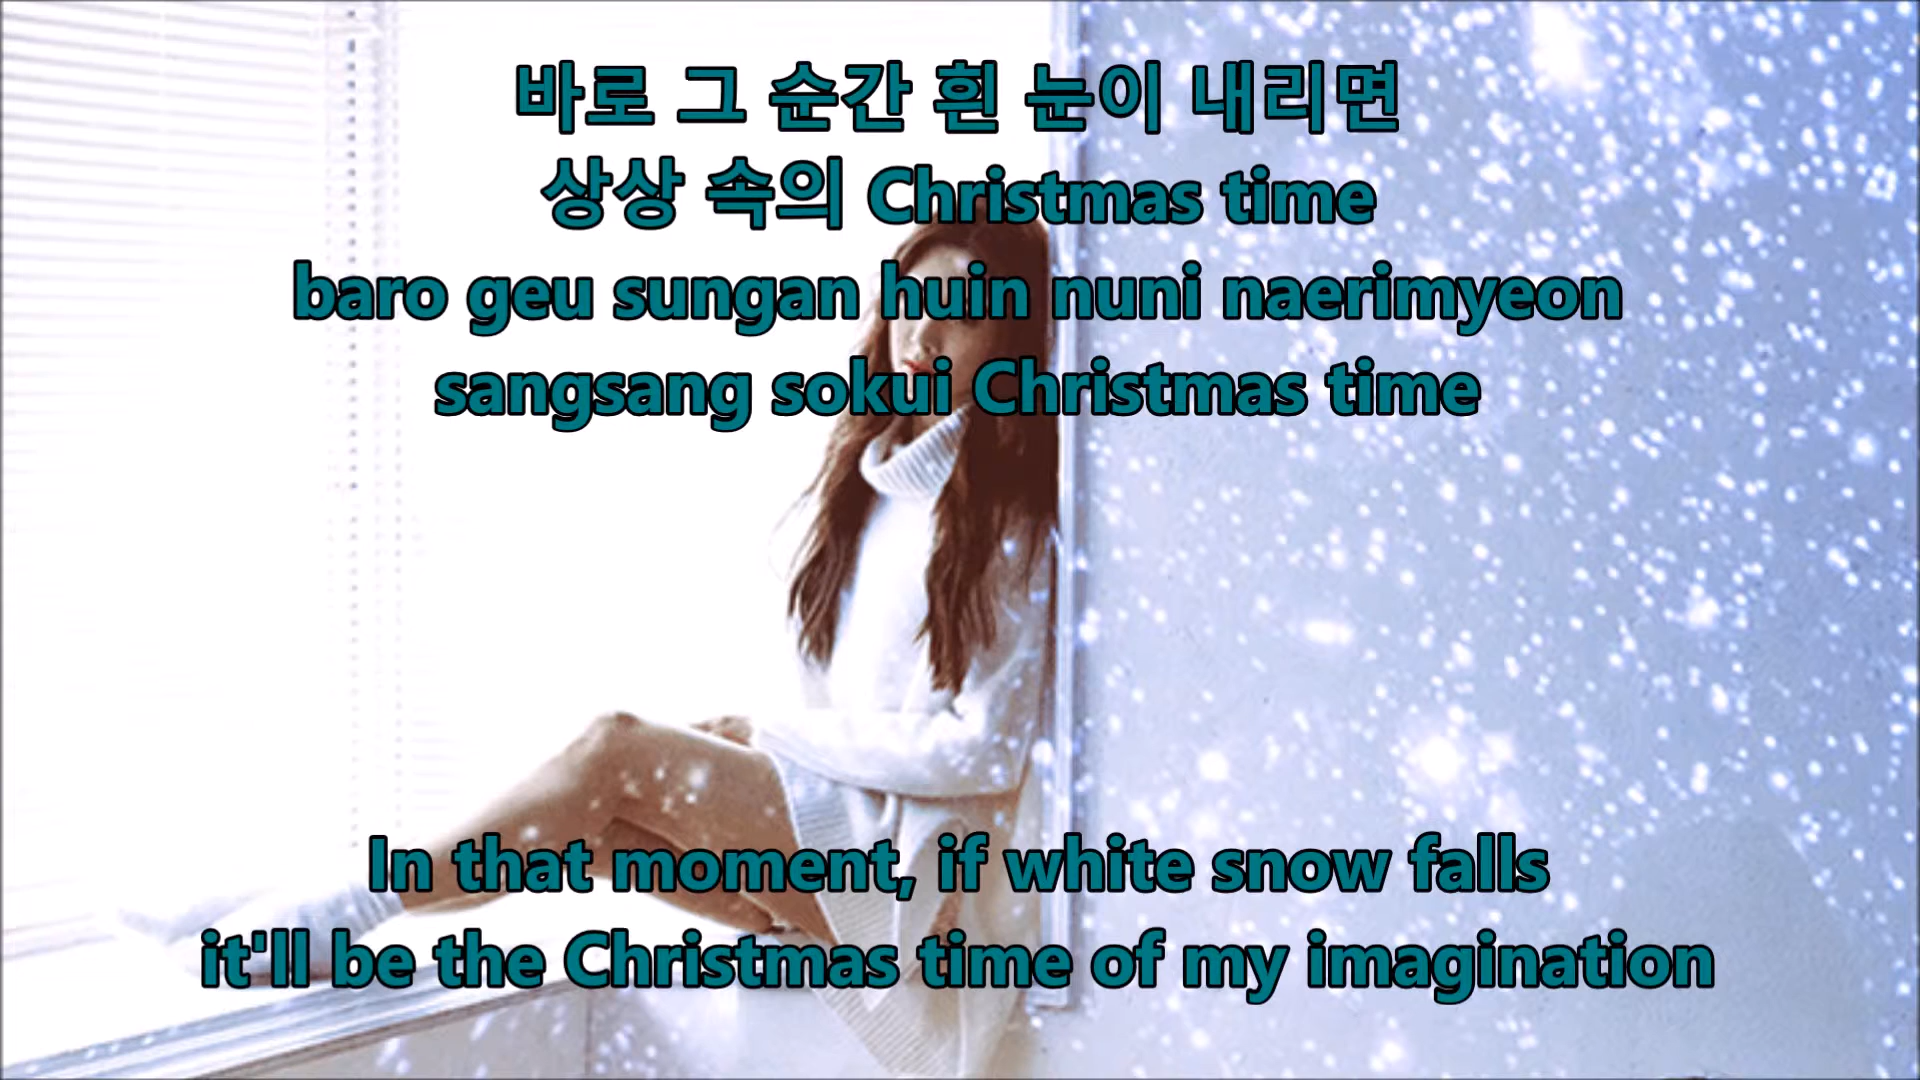 바로 그 순간 흰 눈이 내리면
상상 속의 Christmas time
baro geu sungan huin nuni naerimyeon
sangsang sokui Christmas time
In that moment, if white snow falls
it'll be the Christmas time of my imagination